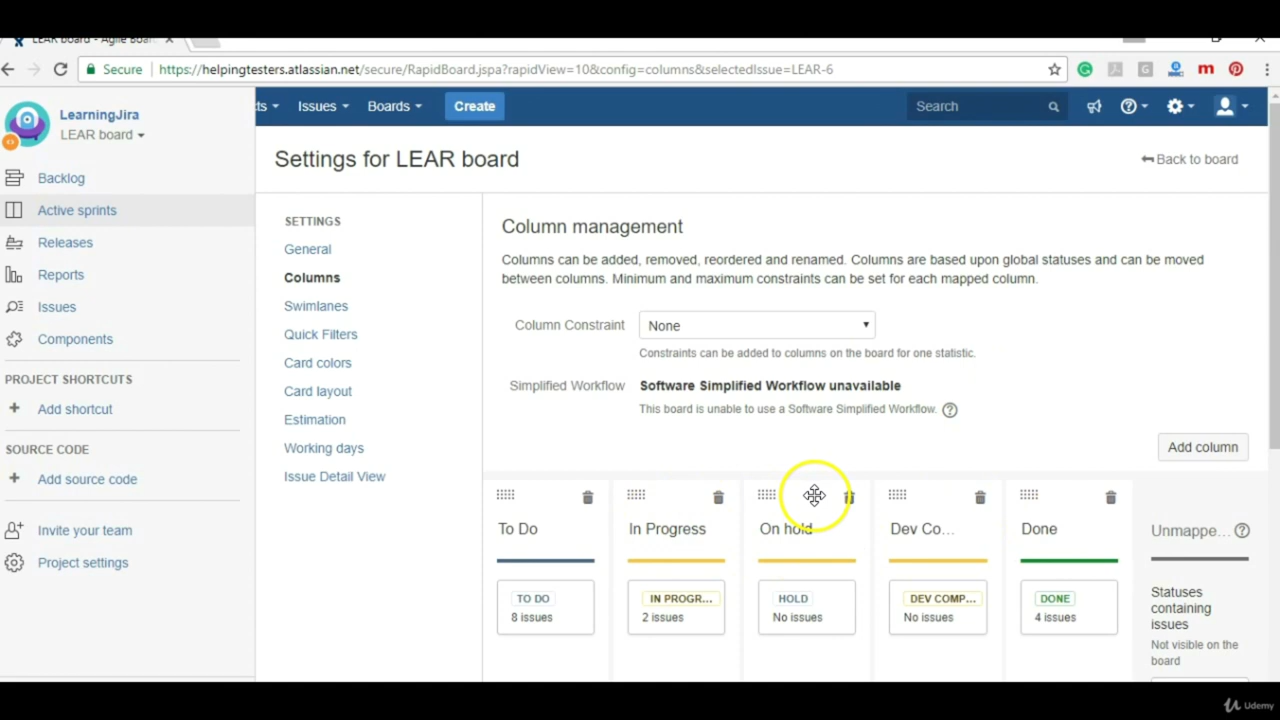 LEAR board - Agile Boar
Secure
https://helpingtesters.atlassian.net/secure/RapidBoard.jspa?rapidView=10&config=columns&selectedIssue=LEAR-6
LearningJira
LEAR board
ds
Issues
Boards
Create
Search
Backlog
Active sprints
Releases
Reports
Issues
Components
PROJECT SHORTCUTS
+ Add shortcut
SOURCE CODE
+ Add source code
Invite your team
Project settings
Settings for LEAR board
Back to board
SETTINGS
General
Columns
Swimlanes
Quick Filters
Card colors
Card layout
Estimation
Working days
Issue Detail View
Column management
Columns can be added, removed, reordered and renamed. Columns are based upon global statuses and can be moved
between columns. Minimum and maximum constraints can be set for each mapped column.
Column Constraint
None
Constraints can be added to columns on the board for one statistic.
Simplified Workflow
Software Simplified Workflow unavailable
This board is unable to use a Software Simplified Workflow.
Add column
To Do
TO DO
8 issues
In Progress
IN PROGR...
2 issues
On hold
HOLD
No issues
Dev Co...
DEV COMP...
No issues
Done
DONE
4 issues
Unmappe...
Statuses
containing
issues
Not visible on the
board
Udemy